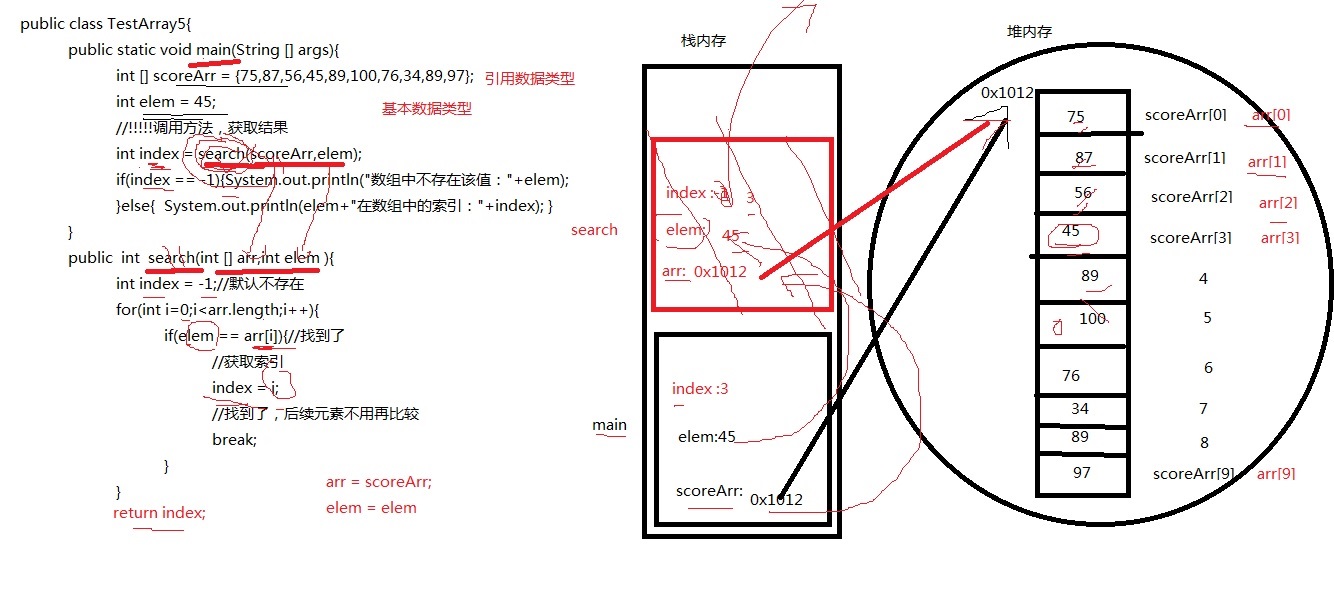 public class TestArray5{
public static void main(String [] args){
int [] scoreArr = {75,87,56,45,89,100,76,34,89,97}; 引用数据类型
int elem = 45; 基本数据类型
//!!!!!调用方法，获取结果
int index = search(scoreArr,elem);
if(index == -1){System.out.println("数组中不存在该值："+elem);
}else{ System.out.println(elem+"在数组中的索引："+index); }
}
public int search(int [] arr,int elem ){
int index = -1;//默认不存在
for(int i=0;i<arr.length;i++){
if(elem == arr[i]){//找到了
//获取索引
index = i;
//找到了，后续元素不用再比较
break;
}
}
return index;
arr = scoreArr;
elem = elem
栈内存
search
index :-1 3
elem: 45
arr: 0x1012
main
index :3
elem:45
scoreArr: 0x1012
堆内存
0x1012
75 scoreArr[0] arr[0]
87 scoreArr[1] arr[1]
56 scoreArr[2] arr[2]
45 scoreArr[3] arr[3]
89 4
100 5
76 6
34 7
89 8
97 scoreArr[9] arr[9]